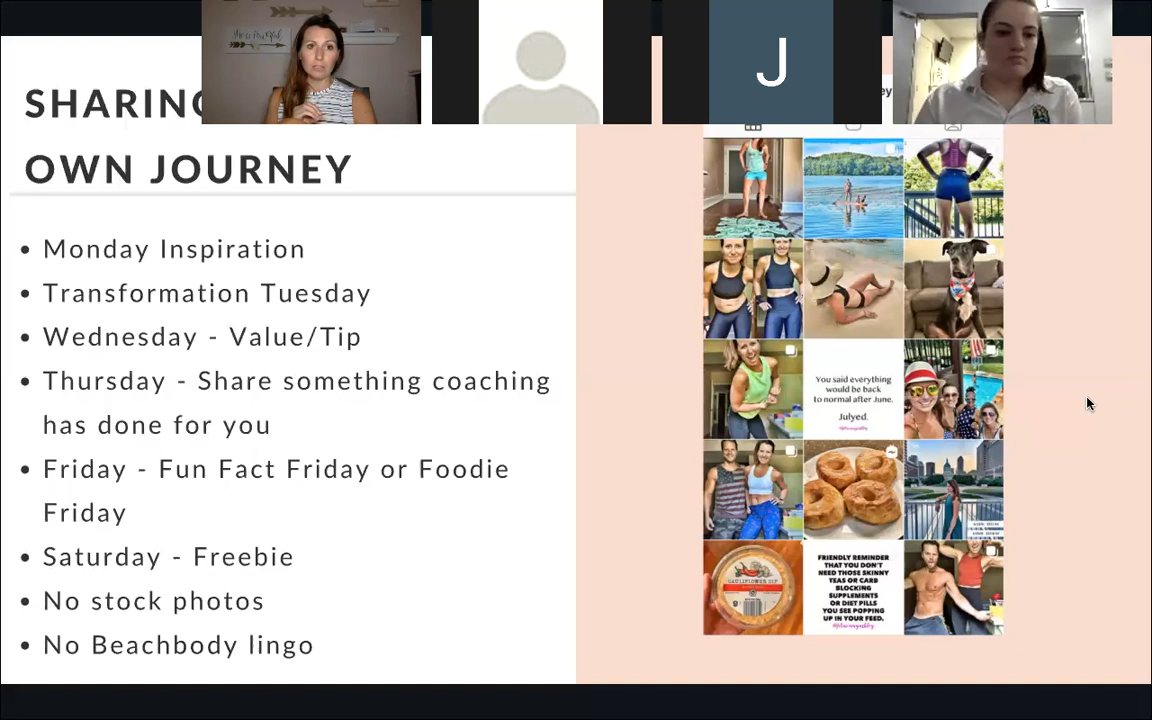 SHARING
OWN JOURNEY
• Monday Inspiration
• Transformation Tuesday
• Wednesday - Value/Tip
• Thursday - Share something coaching
has done for you
• Friday - Fun Fact Friday or Foodie
Friday
• Saturday - Freebie
• No stock photos
• No Beachbody lingo
J
You said everything
would be back
to normal after June.
Julyed.
CAULIFLOWER DIP
FRIENDLY REMINDER
THAT YOU DON'T
NEED THOSE SKINNY
TEAS OR CARB
BLOCKING
SUPPLEMENTS
OR DIET PILLS
YOU SEE POPPING
UP IN YOUR FEED.